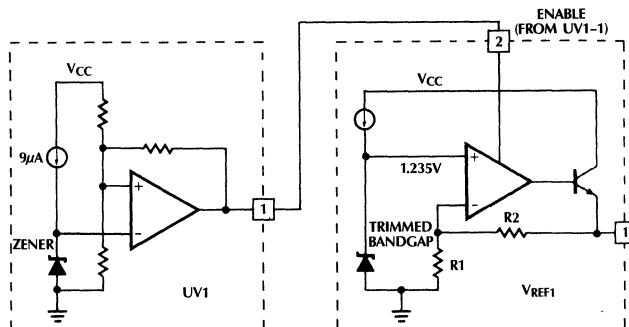 ENABLE
(FROM UV1-1)
2
VCC
VCC
9µA
+
1.235V
+
−
−
1
ZENER
TRIMMED
BANDGAP
R2
1
R1
UV1
VREF1